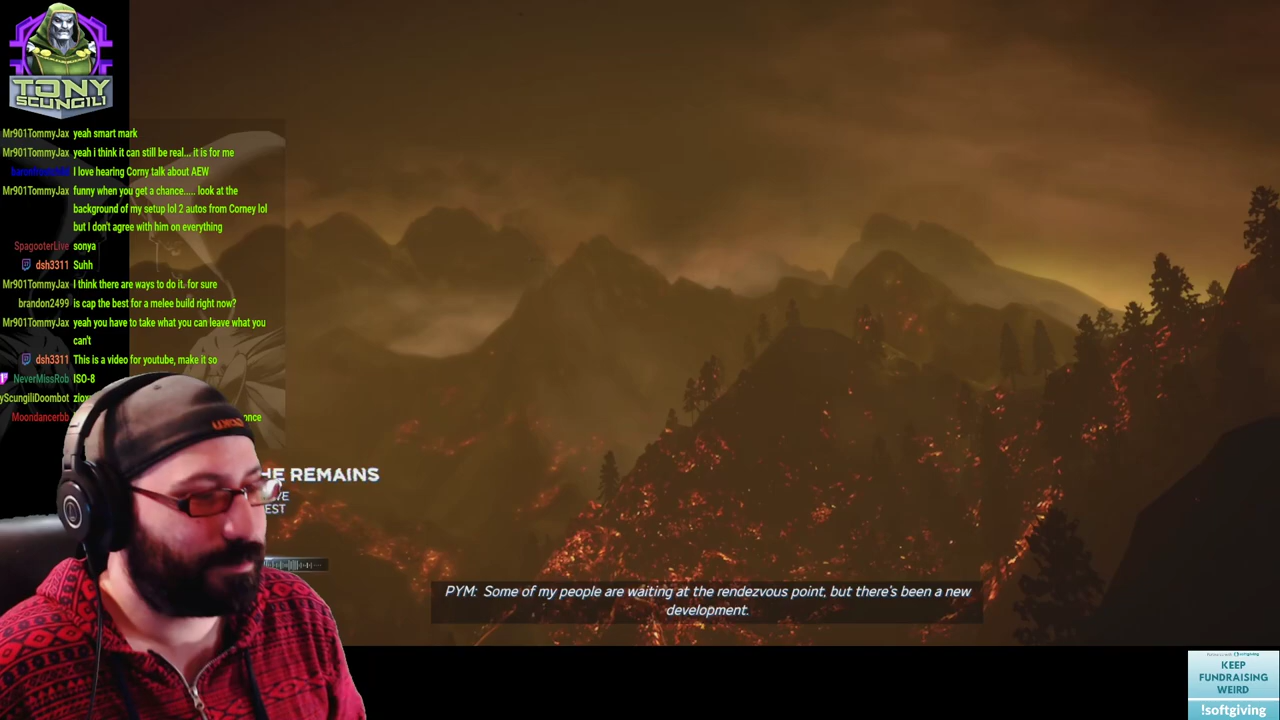 TONY
SCUNGILI
Mr901TommyJax yeah smart mark
Mr901TommyJax yeah i think it can still be real... it is for me
I love hearing Corny talk about AEW
Mr901TommyJax funny when you get a chance..... look at the
background of my setup lol 2 autos from Corney lol
but I don't agree with him on everything
SpagooterLive sonya
dsh3311 Suhh
Mr901TommyJax I think there are ways to do it. for sure
brandon2499 is cap the best for a melee build right now?
Mr901TommyJax yeah you have to take what you can leave what you
can't
dsh3311 This is a video for youtube, make it so
NeverMissRob ISO-8
yScungiliDoombot
Moondancerbb once
HE REMAINS
EST
PYM: Some of my people are waiting at the rendezvous point, but there's been a new
development.
KEEP
FUNDRAISING
WEIRD
!softgiving